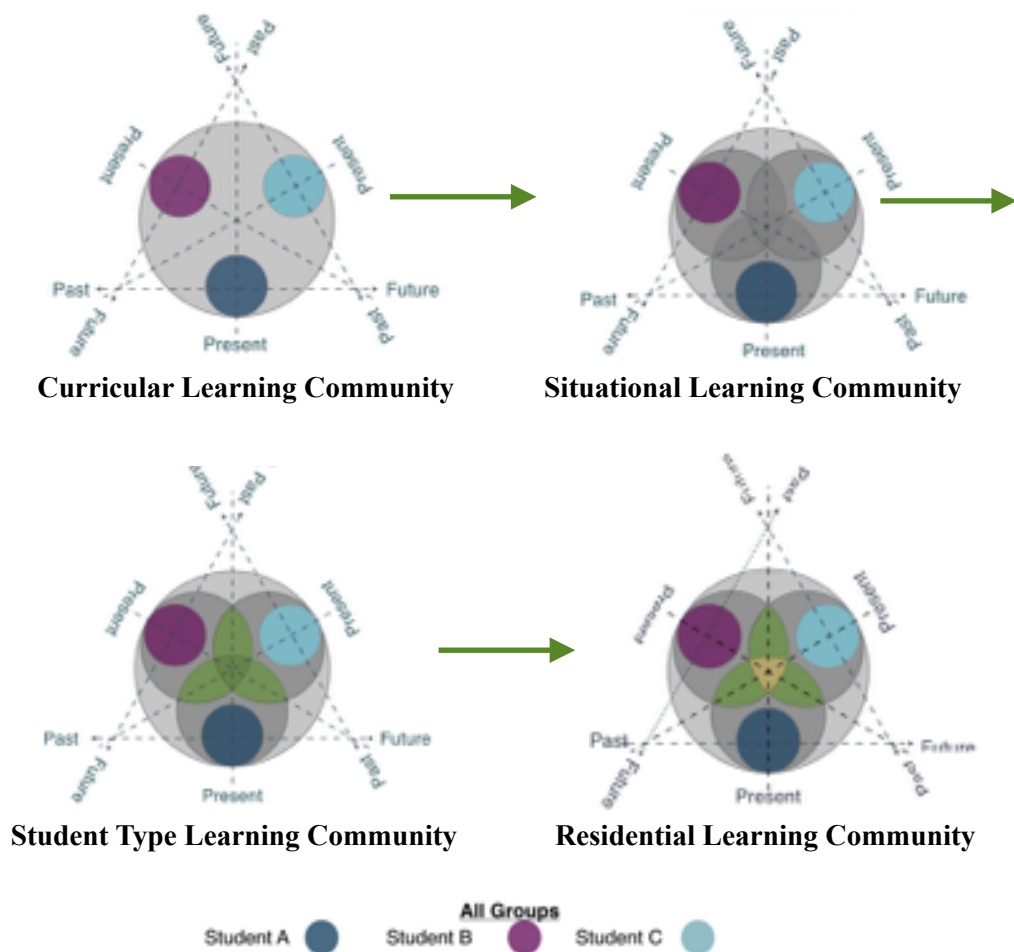 Future Past
Present Present
Past Future
Future Past
Present
Curricular Learning Community
Future Past
Present Present
Past Future
Future Past
Present
Situational Learning Community
Future Past
Present Present
Past Future
Future Past
Present
Student Type Learning Community
Future Past
Present Present
Past Future
Future Past
Present
Residential Learning Community
All Groups
Student A Student B Student C